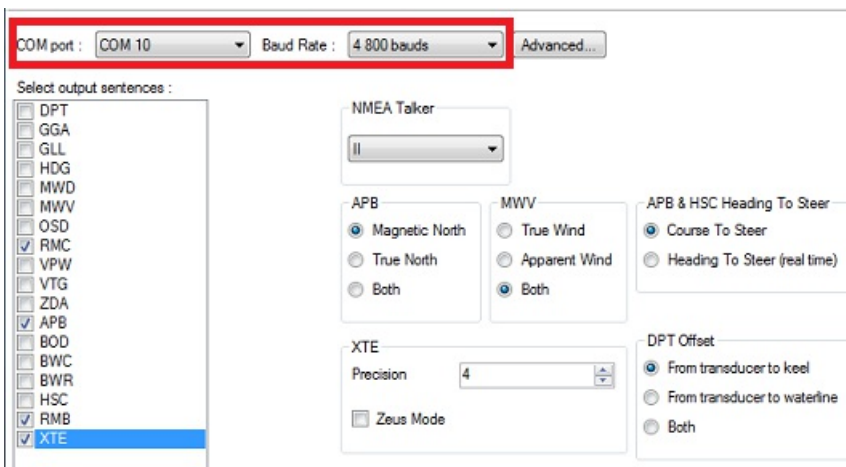 COM port : COM 10 Baud Rate : 4 800 bauds Advanced...
Select output sentences :
DPT
GGA
GLL
HDG
MWD
MWV
OSD
RMC
VPW
VTG
ZDA
APB
BOD
BWC
BWR
HSC
RMB
XTE
NMEA Talker
II
APB
Magnetic North
True North
Both
MWV
True Wind
Apparent Wind
Both
APB & HSC Heading To Steer
Course To Steer
Heading To Steer (real time)
XTE
Precision 4
Zeus Mode
DPT Offset
From transducer to keel
From transducer to waterline
Both